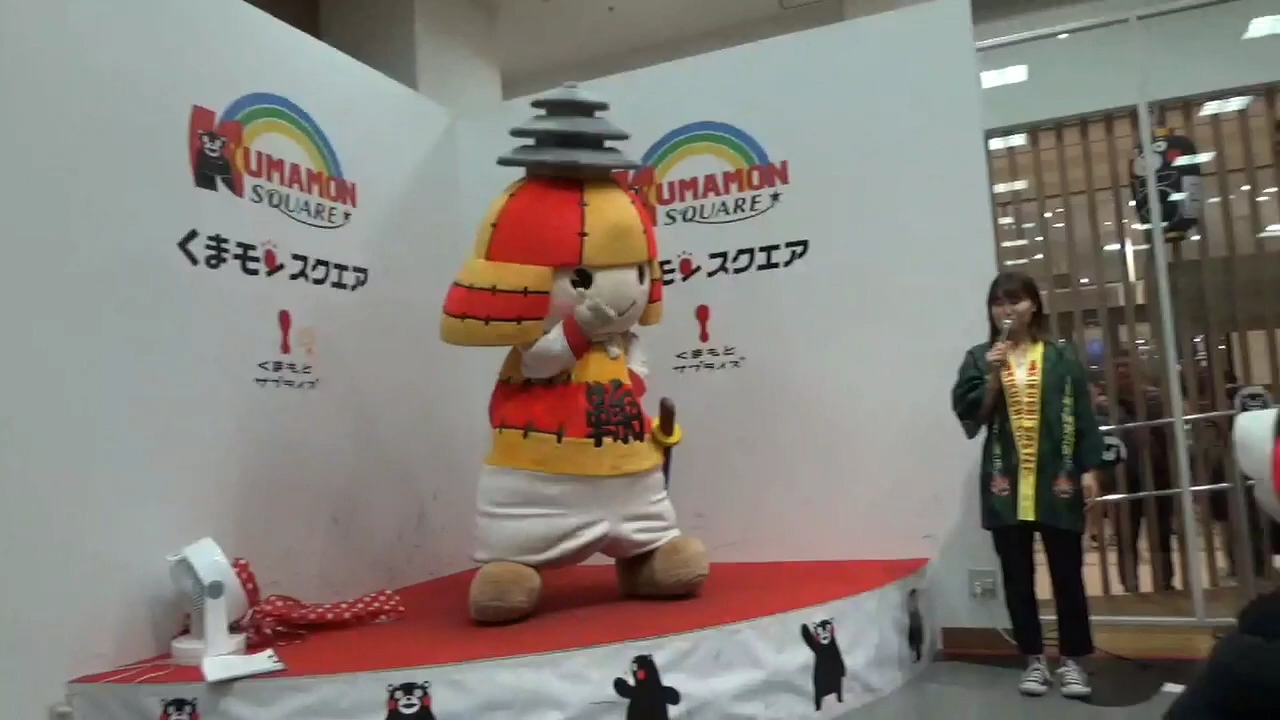 KUMAMON
SQUARE
くまモン スクエア
くまもと
サプライズ
KUMAMON
SQUARE
モン スクエア
くまもと
サプライズ